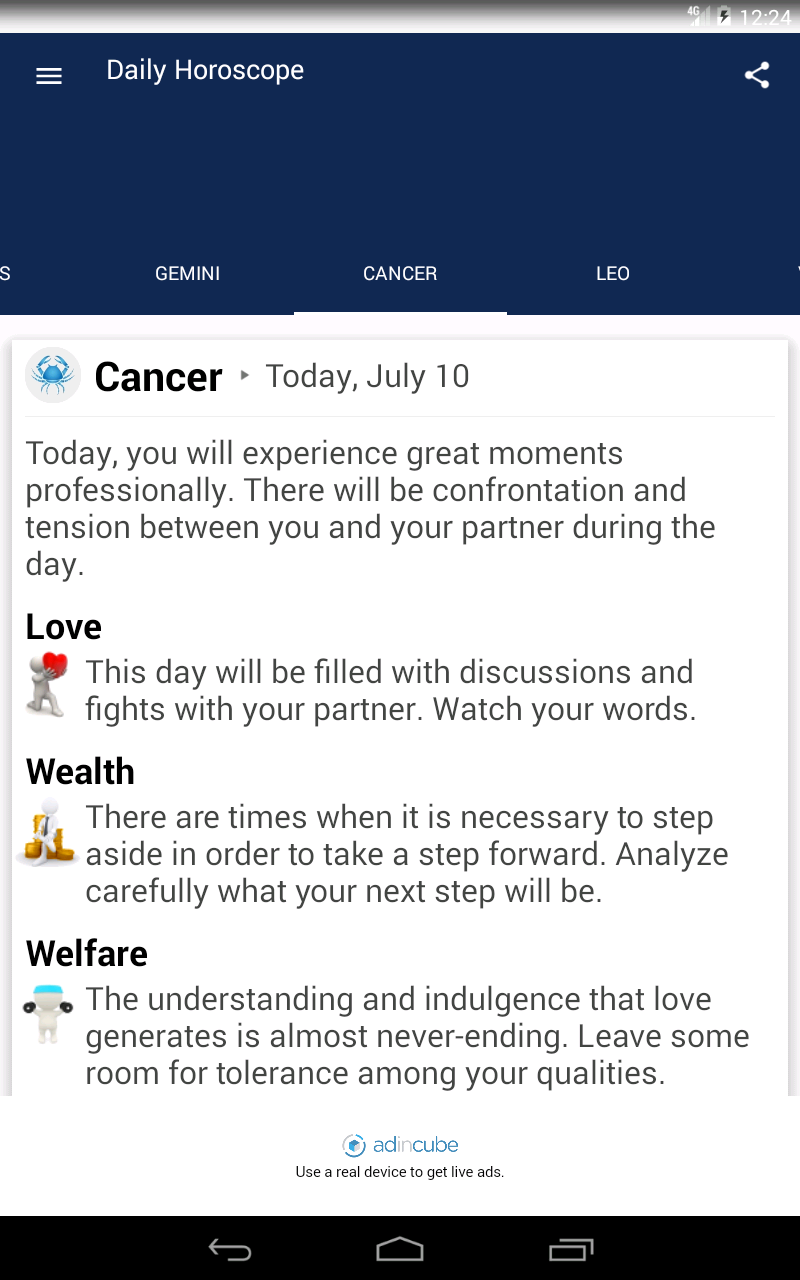 4G 12:24
Daily Horoscope
S GEMINI CANCER LEO
Cancer Today, July 10
Today, you will experience great moments
professionally. There will be confrontation and
tension between you and your partner during the
day.
Love
This day will be filled with discussions and
fights with your partner. Watch your words.
Wealth
There are times when it is necessary to step
aside in order to take a step forward. Analyze
carefully what your next step will be.
Welfare
The understanding and indulgence that love
generates is almost never-ending. Leave some
room for tolerance among your qualities.
adincube
Use a real device to get live ads.